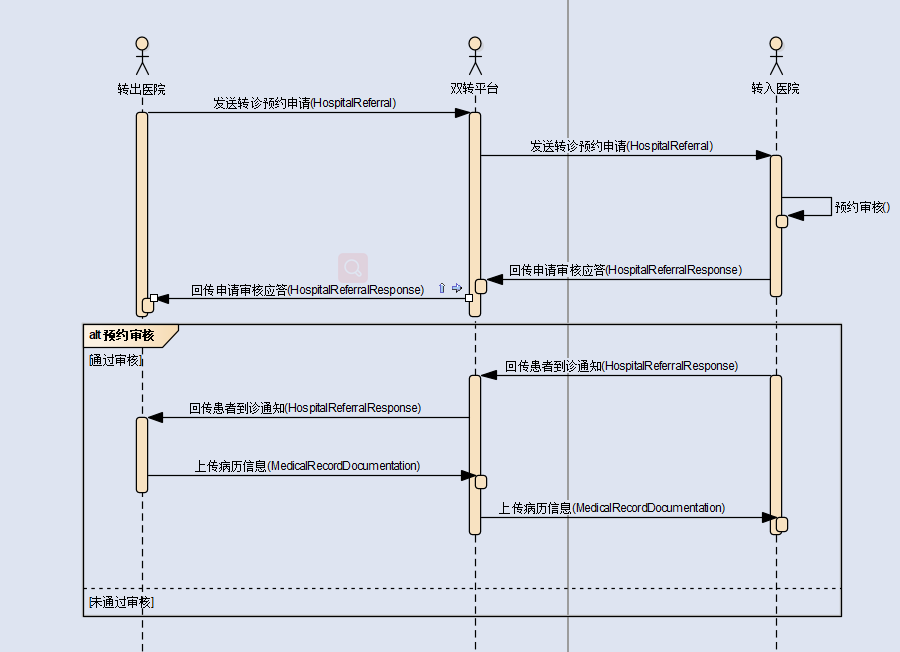 转出医院
双转平台
转入医院
发送转诊预约申请(HospitalReferral)
发送转诊预约申请(HospitalReferral)
预约审核()
回传申请审核应答(HospitalReferralResponse)
回传申请审核应答(HospitalReferralResponse)
alt 预约审核
[通过审核]
回传患者到诊通知(HospitalReferralResponse)
回传患者到诊通知(HospitalReferralResponse)
上传病历信息(MedicalRecordDocumentation)
上传病历信息(MedicalRecordDocumentation)
[未通过审核]